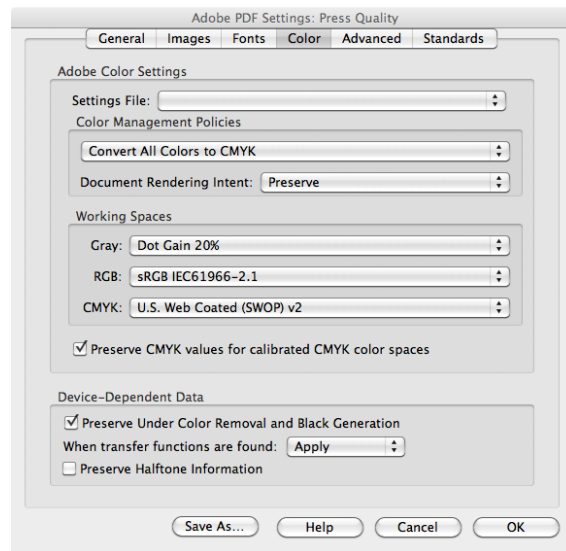 Adobe PDF Settings: Press Quality
General Images Fonts Color Advanced Standards
Adobe Color Settings
Settings File:
Color Management Policies
Convert All Colors to CMYK
Document Rendering Intent: Preserve
Working Spaces
Gray: Dot Gain 20%
RGB: sRGB IEC61966-2.1
CMYK: U.S. Web Coated (SWOP) v2
Preserve CMYK values for calibrated CMYK color spaces
Device-Dependent Data
Preserve Under Color Removal and Black Generation
When transfer functions are found: Apply
Preserve Halftone Information
Save As... Help Cancel OK